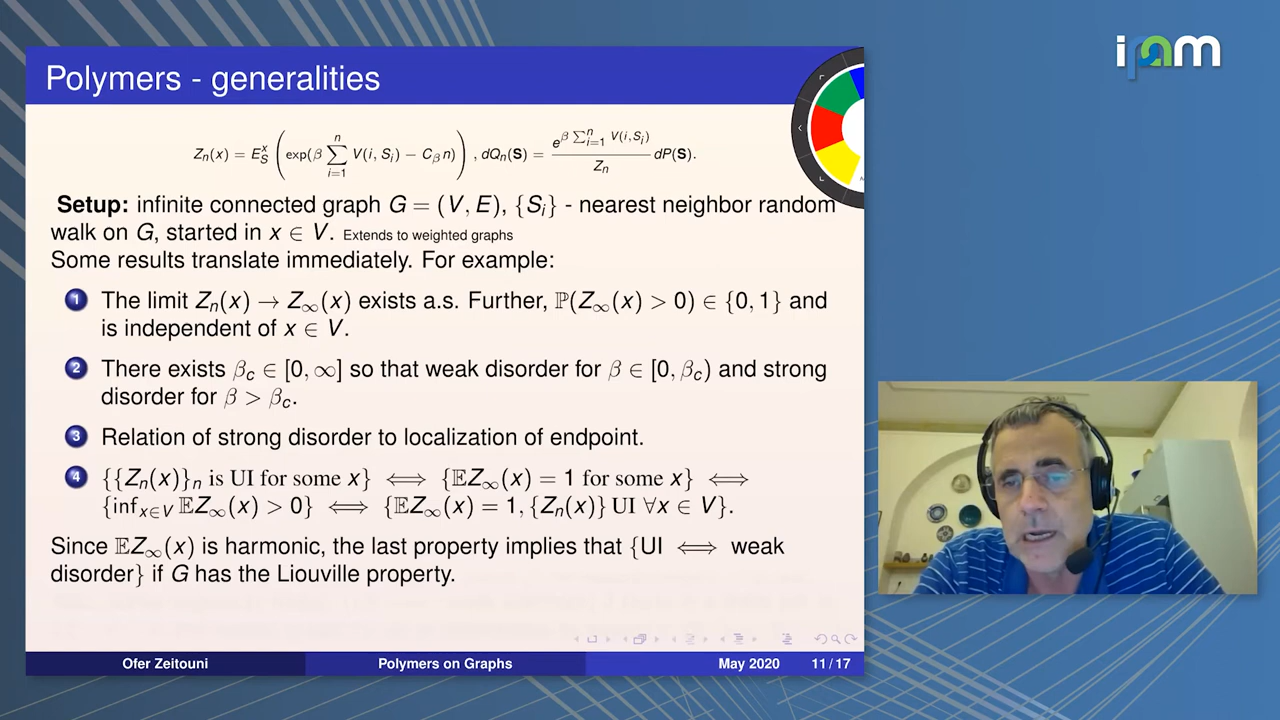 ipam
Polymers - generalities
Z_n(x) = E_S^x ( exp(β ∑_{i=1}^n V(i, S_i) − C_β n) ) , dQ_n(S) = e^{β ∑_{i=1}^n V(i,S_i)} / Z_n dP(S).
Setup: infinite connected graph G = (V, E), {S_i} - nearest neighbor random
walk on G, started in x ∈ V. Extends to weighted graphs
Some results translate immediately. For example:
1 The limit Z_n(x) → Z_∞(x) exists a.s. Further, ℙ(Z_∞(x) > 0) ∈ {0, 1} and
is independent of x ∈ V.
2 There exists β_c ∈ [0, ∞] so that weak disorder for β ∈ [0, β_c) and strong
disorder for β > β_c.
3 Relation of strong disorder to localization of endpoint.
4 {{Z_n(x)}_n is UI for some x} ⟺ {𝔼Z_∞(x) = 1 for some x} ⟺
{inf_{x∈V} 𝔼Z_∞(x) > 0} ⟺ {𝔼Z_∞(x) = 1, {Z_n(x)} UI ∀x ∈ V}.
Since 𝔼Z_∞(x) is harmonic, the last property implies that {UI ⟺ weak
disorder} if G has the Liouville property.
Ofer Zeitouni Polymers on Graphs May 2020 11 / 17